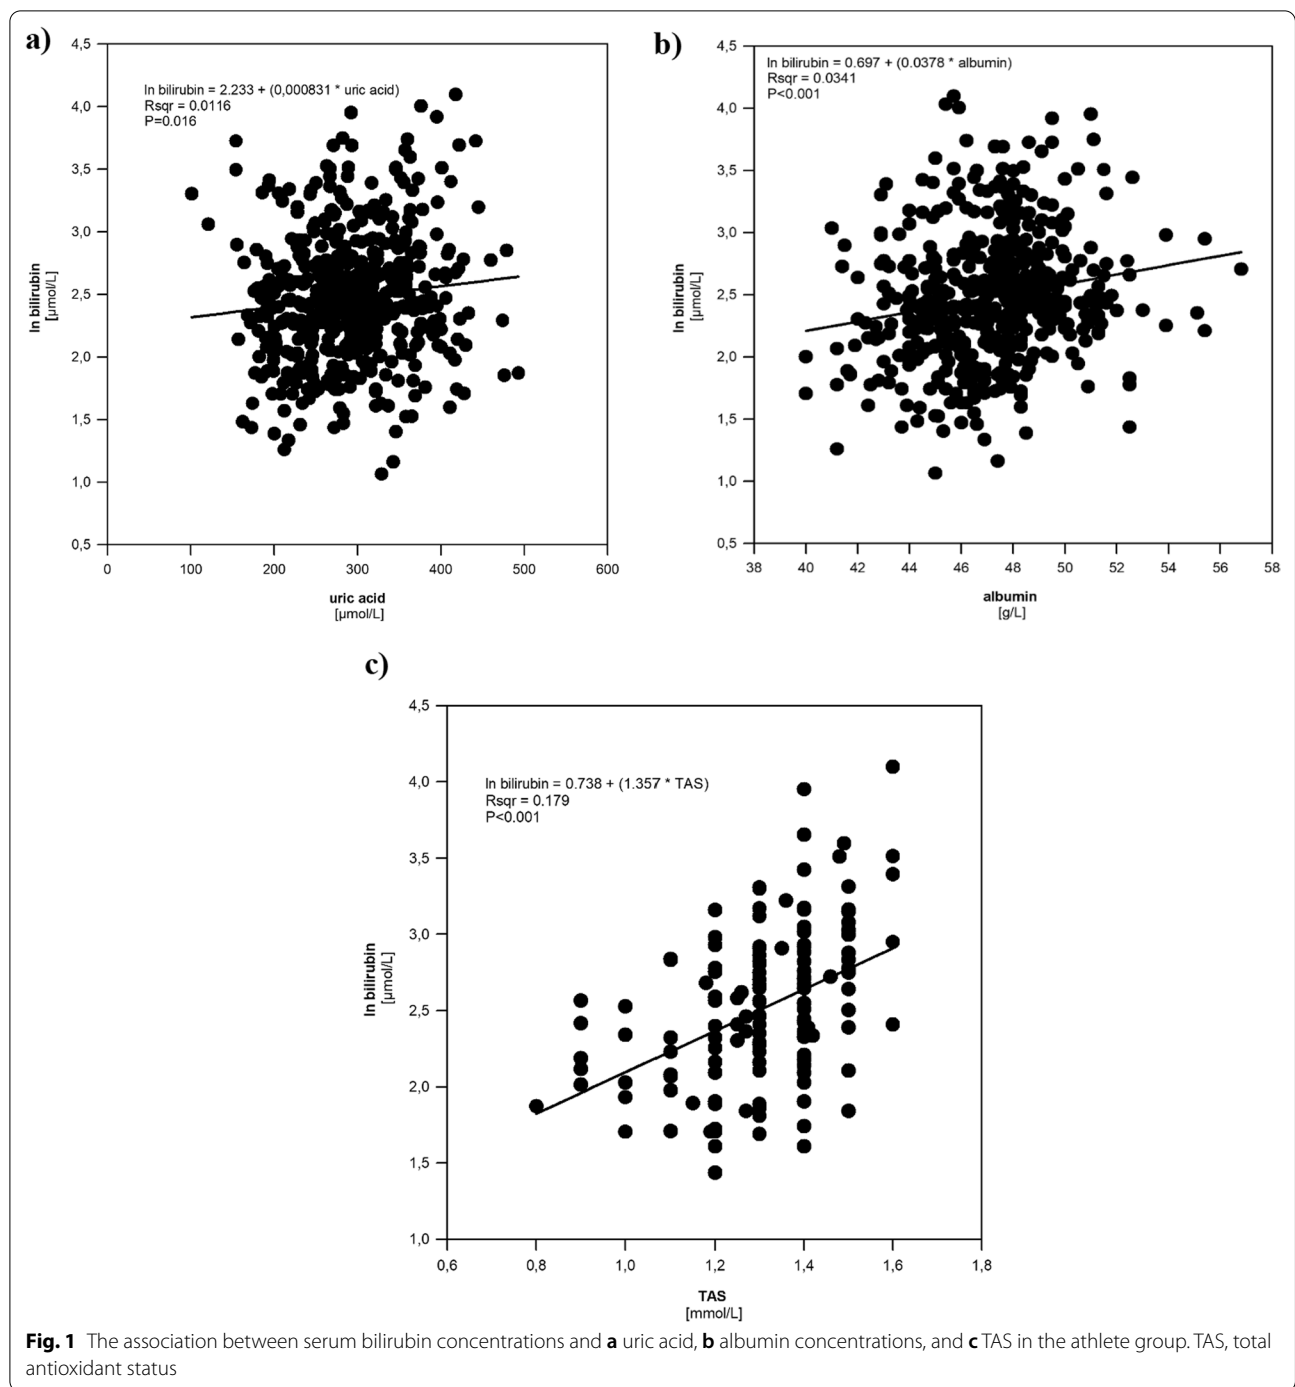 a)
4,5
4,0
3,5
3,0
2,5
2,0
1,5
1,0
0,5
ln bilirubin = 2.233 + (0,000831 * uric acid)
Rsqr = 0.0116
P=0.016
ln bilirubin
[µmol/L]
0 100 200 300 400 500 600
uric acid
[µmol/L]
b)
4,5
4,0
3,5
3,0
2,5
2,0
1,5
1,0
0,5
ln bilirubin = 0.697 + (0.0378 * albumin)
Rsqr = 0.0341
P<0.001
ln bilirubin
[µmol/L]
38 40 42 44 46 48 50 52 54 56 58
albumin
[g/L]
c)
4,5
4,0
3,5
3,0
2,5
2,0
1,5
1,0
ln bilirubin = 0.738 + (1.357 * TAS)
Rsqr = 0.179
P<0.001
ln bilirubin
[µmol/L]
0,6 0,8 1,0 1,2 1,4 1,6 1,8
TAS
[mmol/L]
Fig. 1 The association between serum bilirubin concentrations and a uric acid, b albumin concentrations, and c TAS in the athlete group. TAS, total
antioxidant status